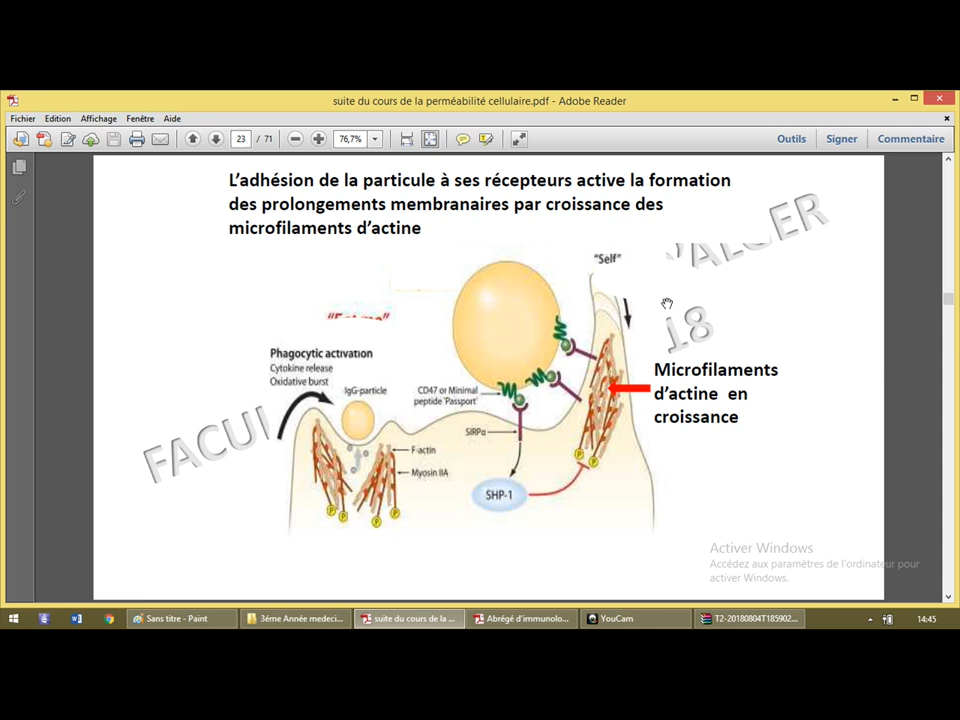 suite du cours de la perméabilité cellulaire.pdf - Adobe Reader
Fichier Edition Affichage Fenêtre Aide
23 / 71 76,7% Outils Signer Commentaire
L'adhésion de la particule à ses récepteurs active la formation
des prolongements membranaires par croissance des
microfilaments d'actine
"Self"
18
Phagocytic activation
Cytokine release
Oxidative burst
IgG-particle
CD47 or Minimal
peptide 'Passport'
Microfilaments
d'actine en
croissance
FACUL
SIRPα
F-actin
Myosin IIA
SHP-1
P
P
P
P
P
P
Activer Windows
Accédez aux paramètres de l'ordinateur pour
activer Windows.
Sans titre - Paint 3éme Année medeci... suite du cours de la ... Abrégé d'immunolo... YouCam T2-20180804T185902... 14:45